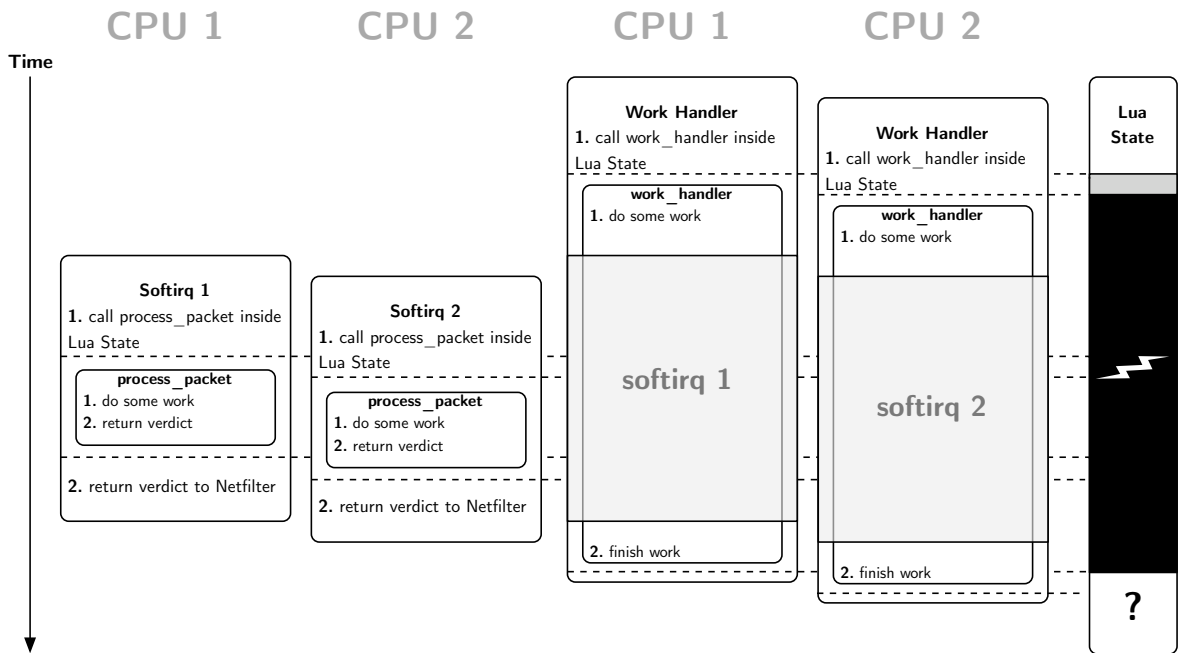 CPU 1
CPU 2
CPU 1
CPU 2
Time
Softirq 1
1. call process_packet inside
Lua State
process_packet
1. do some work
2. return verdict
2. return verdict to Netfilter
Softirq 2
1. call process_packet inside
Lua State
process_packet
1. do some work
2. return verdict
2. return verdict to Netfilter
Work Handler
1. call work_handler inside
Lua State
work_handler
1. do some work
softirq 1
2. finish work
Work Handler
1. call work_handler inside
Lua State
work_handler
1. do some work
softirq 2
2. finish work
Lua
State
?